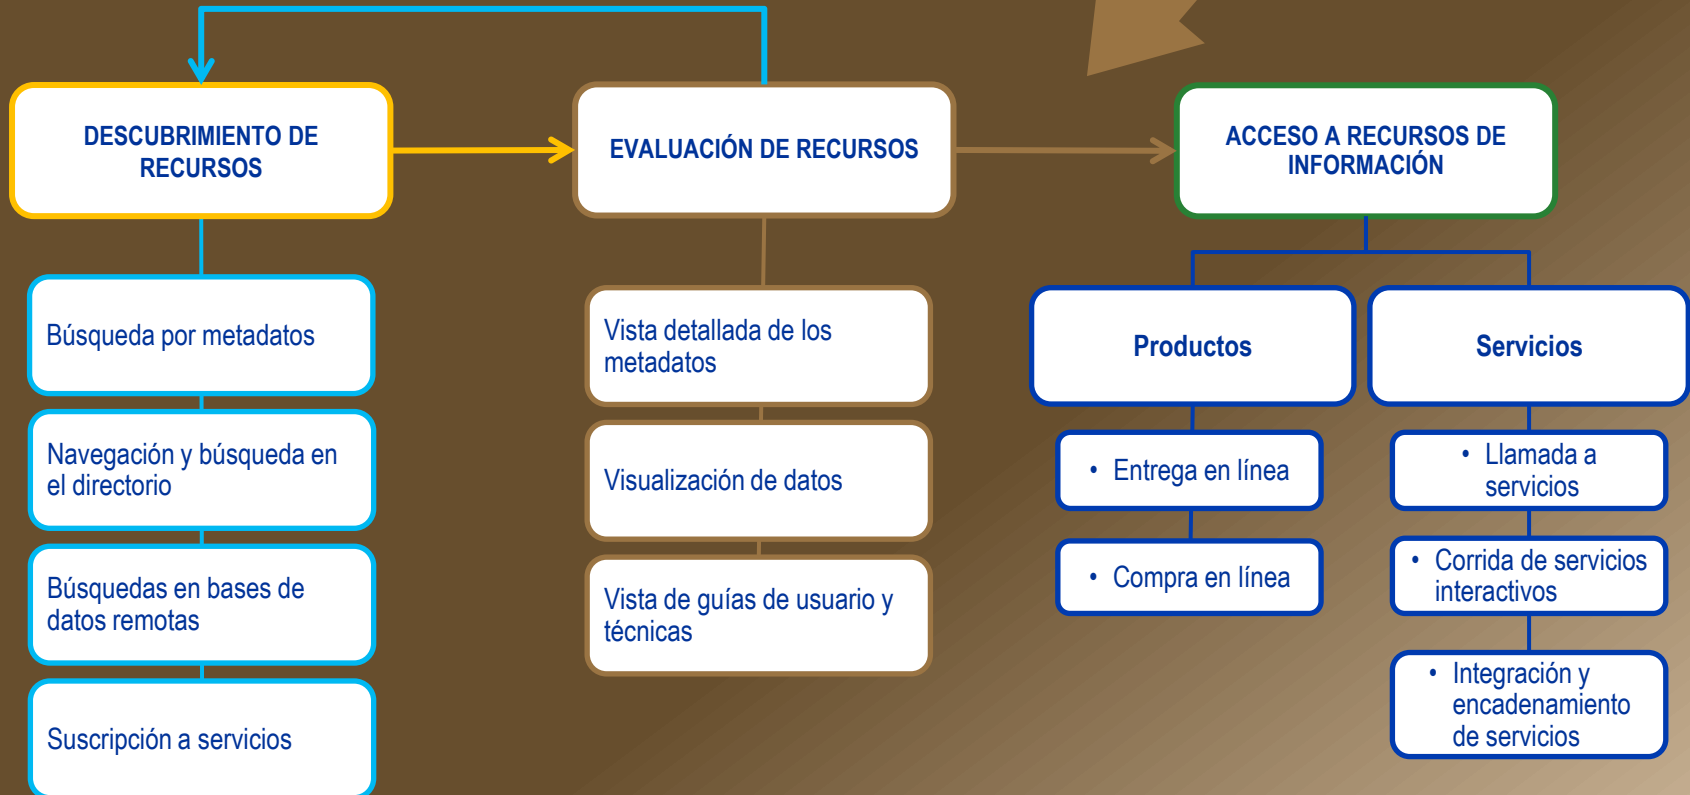 DESCUBRIMIENTO DE
RECURSOS
EVALUACIÓN DE RECURSOS
ACCESO A RECURSOS DE
INFORMACIÓN
Búsqueda por metadatos
Navegación y búsqueda en
el directorio
Búsquedas en bases de
datos remotas
Suscripción a servicios
Vista detallada de los
metadatos
Visualización de datos
Vista de guías de usuario y
técnicas
Productos
• Entrega en línea
• Compra en línea
Servicios
• Llamada a
servicios
• Corrida de servicios
interactivos
• Integración y
encadenamiento
de servicios